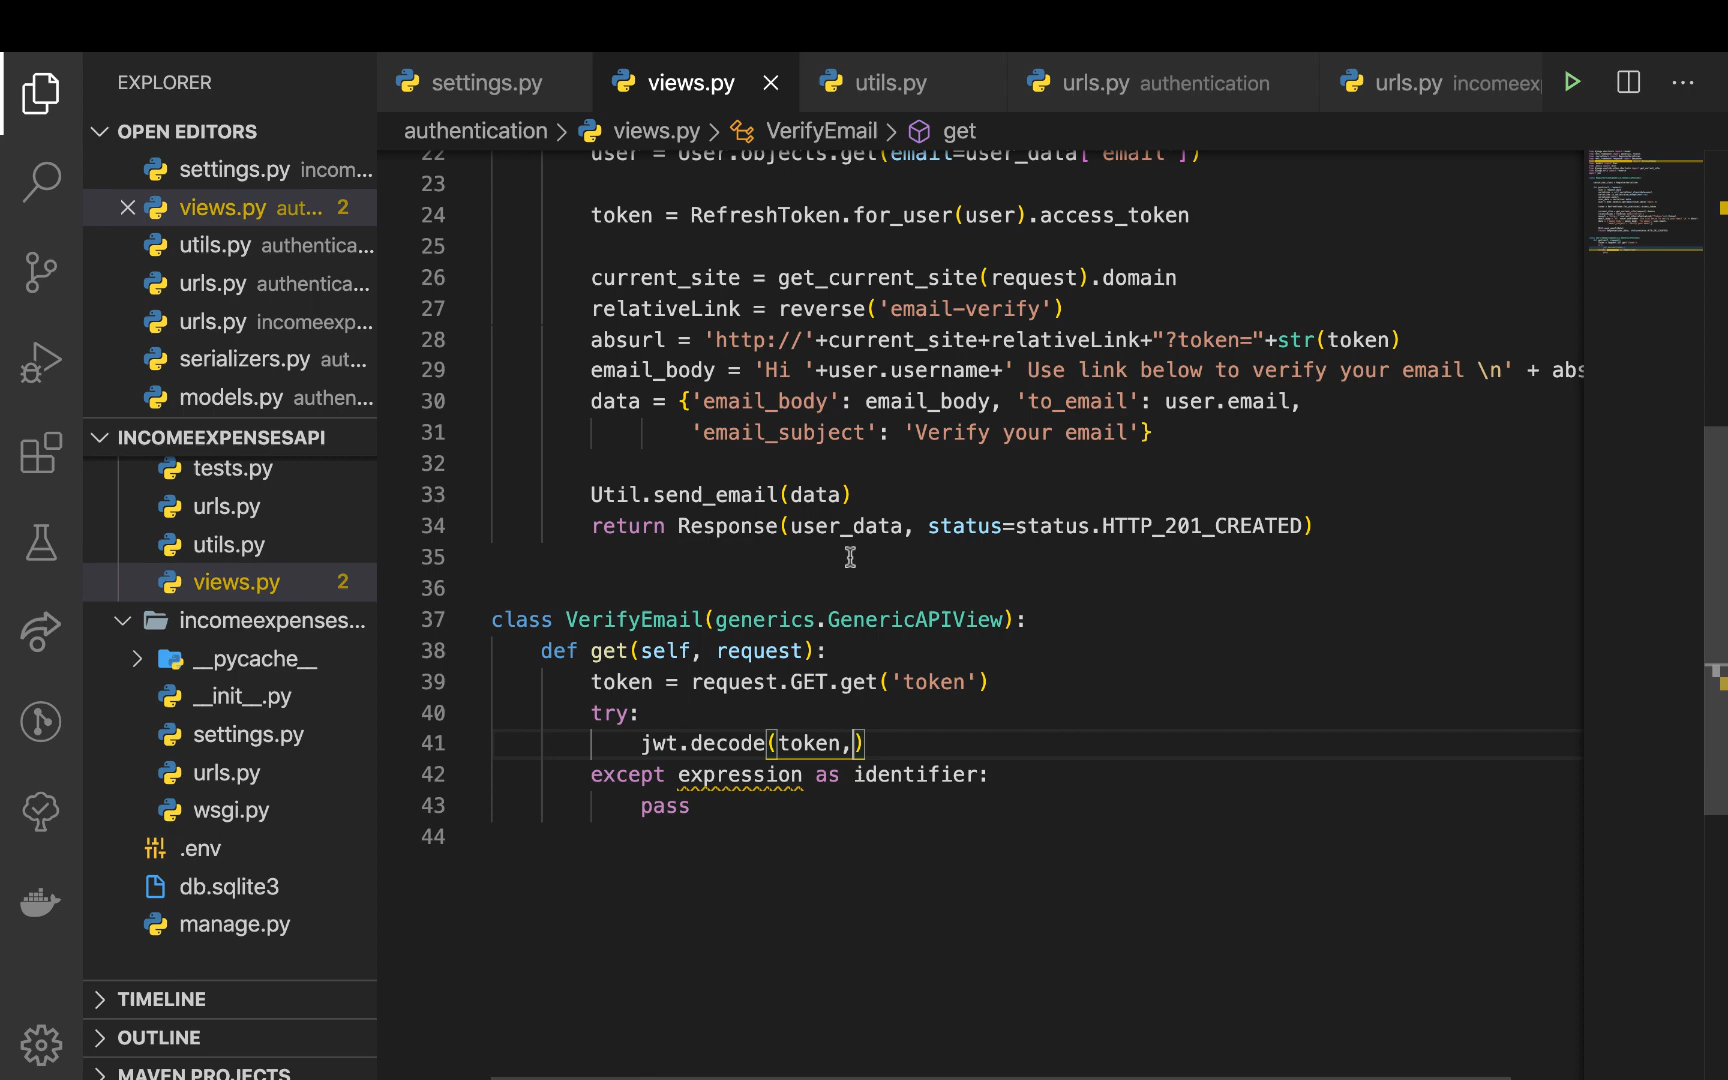 EXPLORER
OPEN EDITORS
settings.py incom...
views.py aut... 2
utils.py authentica...
urls.py authentica...
urls.py incomeexp...
serializers.py aut...
models.py authen...
INCOMEEXPENSESAPI
tests.py
urls.py
utils.py
views.py 2
incomeexpenses...
__pycache__
__init__.py
settings.py
urls.py
wsgi.py
.env
db.sqlite3
manage.py
TIMELINE
OUTLINE
MAVEN PROJECTS
settings.py views.py utils.py urls.py authentication urls.py incomeex
authentication > views.py > VerifyEmail > get
22 user = User.objects.get(email=user_data['email'])
23
24 token = RefreshToken.for_user(user).access_token
25
26 current_site = get_current_site(request).domain
27 relativeLink = reverse('email-verify')
28 absurl = 'http://'+current_site+relativeLink+"?token="+str(token)
29 email_body = 'Hi '+user.username+' Use link below to verify your email \n' + abs
30 data = {'email_body': email_body, 'to_email': user.email,
31 'email_subject': 'Verify your email'}
32
33 Util.send_email(data)
34 return Response(user_data, status=status.HTTP_201_CREATED)
35
36
37 class VerifyEmail(generics.GenericAPIView):
38 def get(self, request):
39 token = request.GET.get('token')
40 try:
41 jwt.decode(token,)
42 except expression as identifier:
43 pass
44